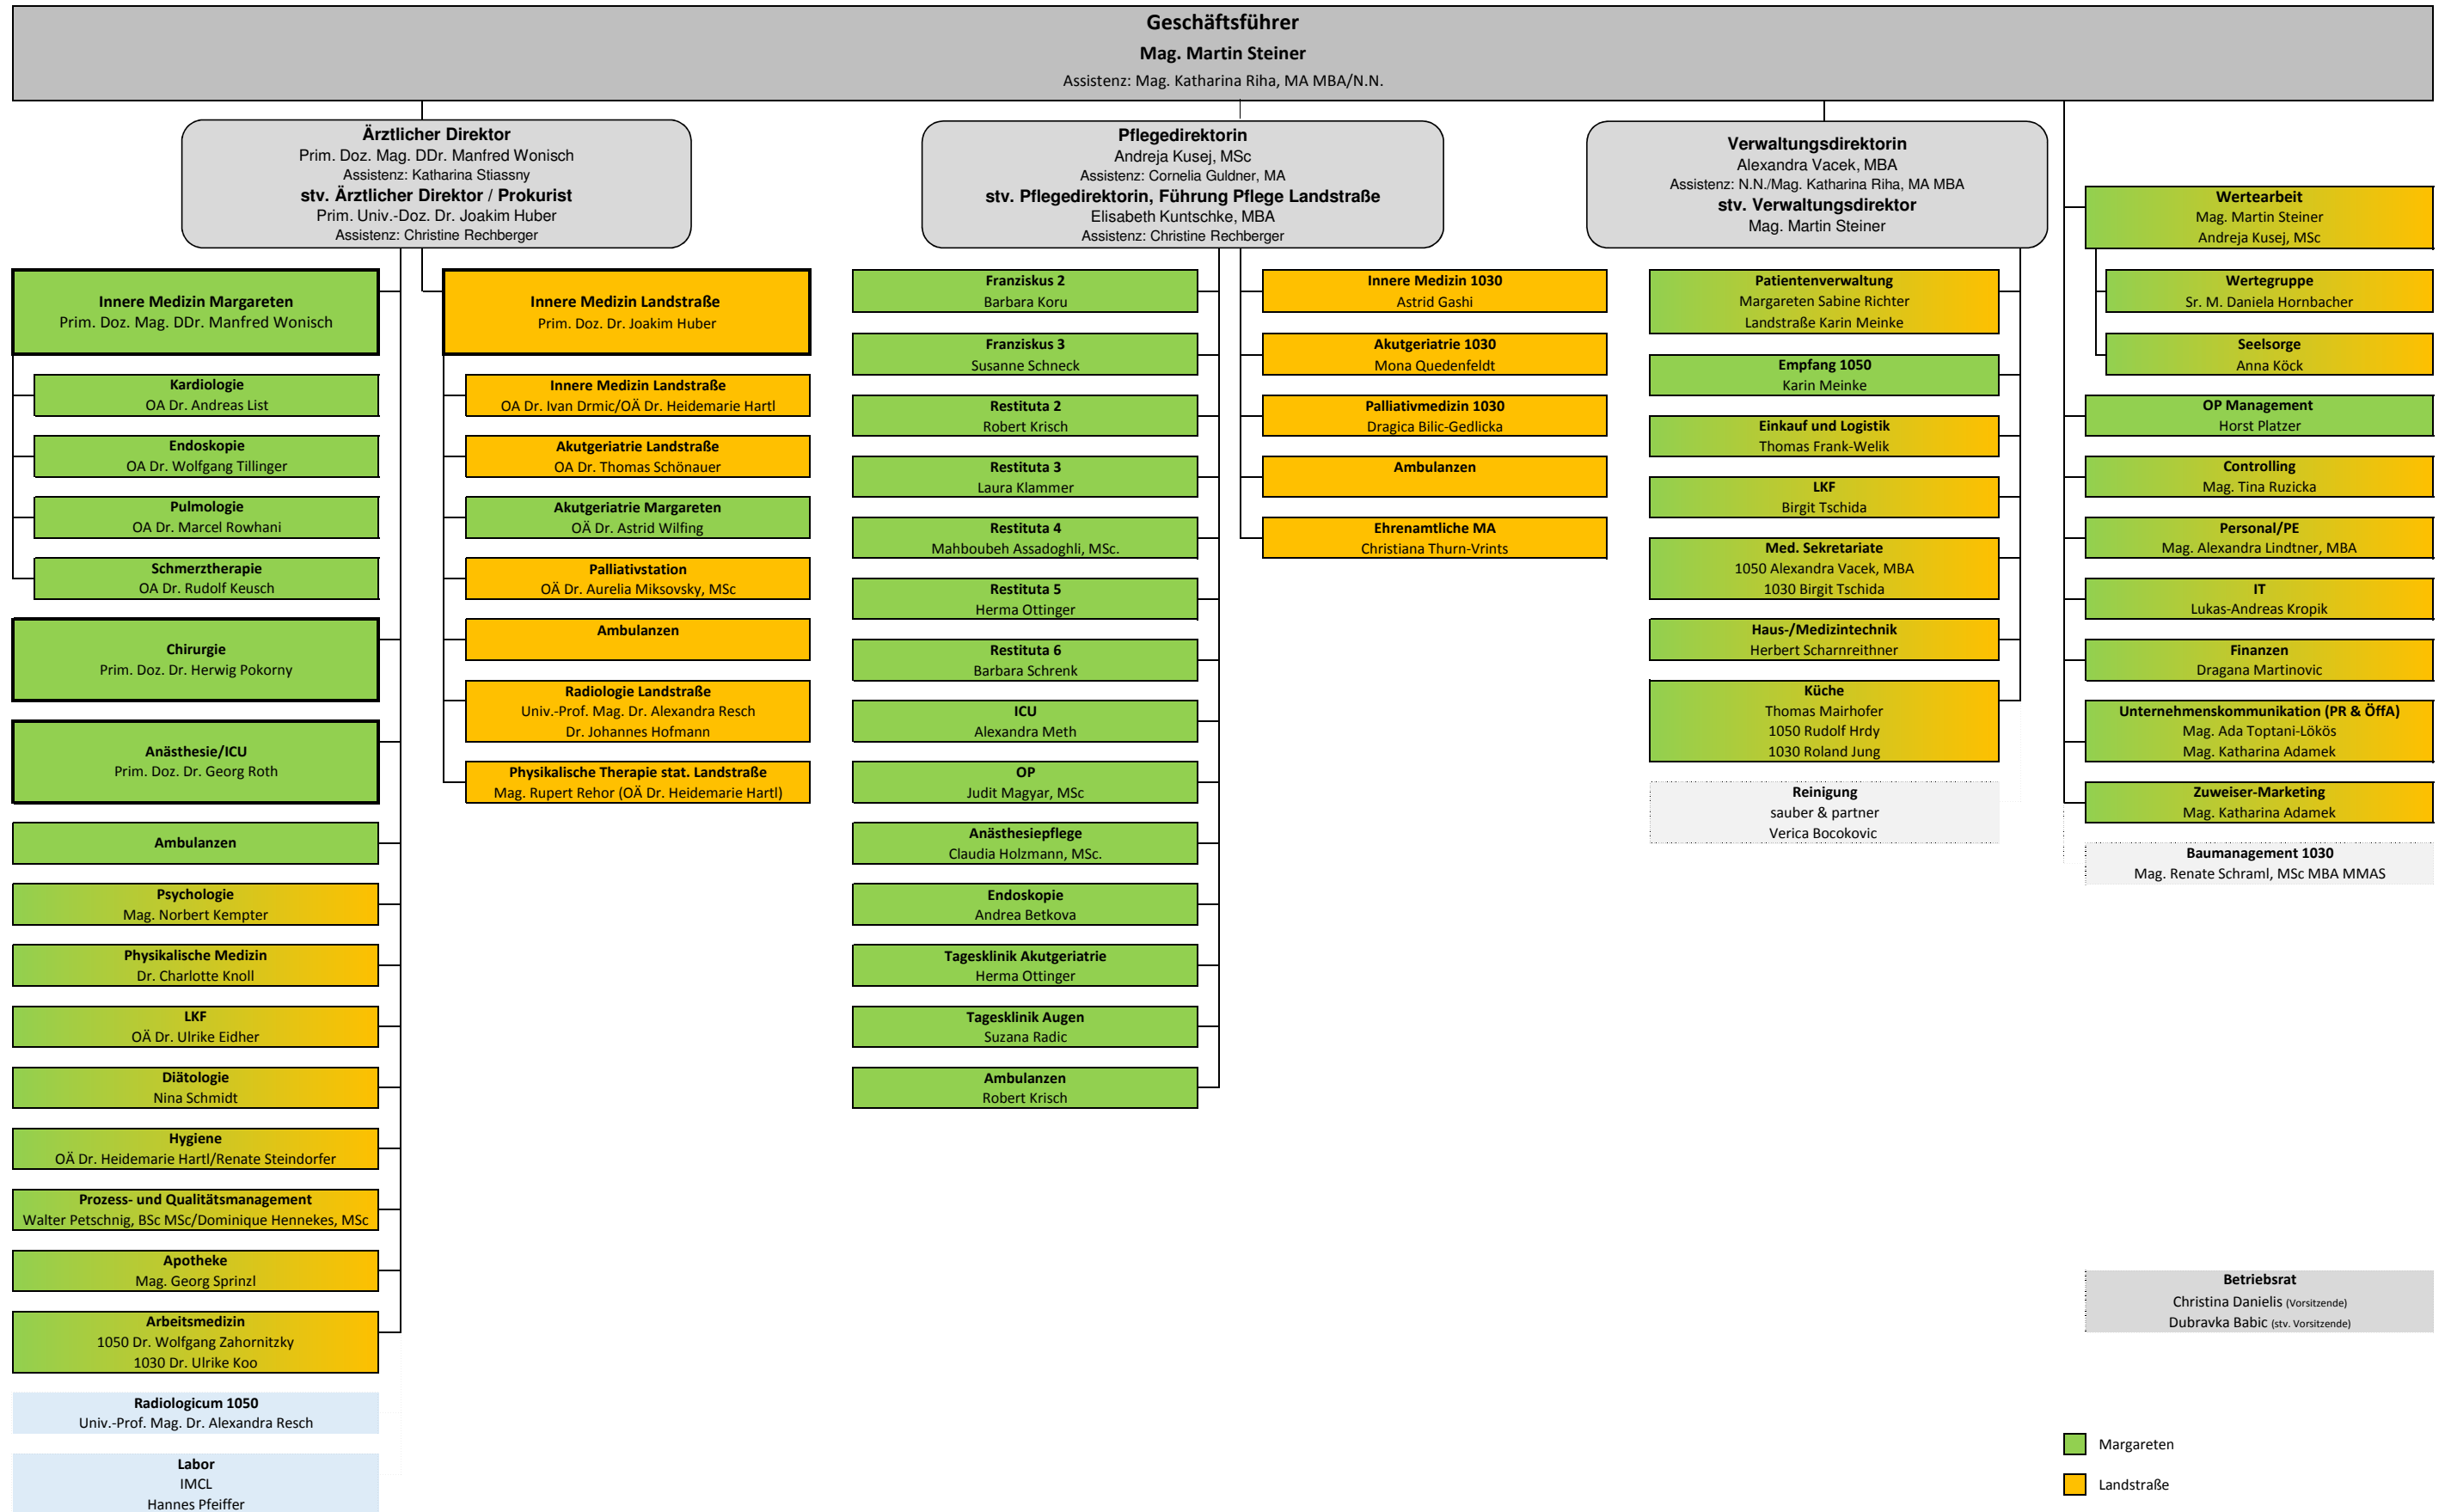 Geschäftsführer
Mag. Martin Steiner
Assistenz: Mag. Katharina Riha, MA MBA/N.N.
Ärztlicher Direktor
Prim. Doz. Mag. DDr. Manfred Wonisch
Assistenz: Katharina Stiassny
stv. Ärztlicher Direktor / Prokurist
Prim. Univ.-Doz. Dr. Joakim Huber
Assistenz: Christine Rechberger
Innere Medizin Margareten
Prim. Doz. Mag. DDr. Manfred Wonisch
Kardiologie
OA Dr. Andreas List
Endoskopie
OA Dr. Wolfgang Tillinger
Pulmologie
OA Dr. Marcel Rowhani
Schmerztherapie
OA Dr. Rudolf Keusch
Chirurgie
Prim. Doz. Dr. Herwig Pokorny
Anästhesie/ICU
Prim. Doz. Dr. Georg Roth
Ambulanzen
Psychologie
Mag. Norbert Kempter
Physikalische Medizin
Dr. Charlotte Knoll
LKF
OÄ Dr. Ulrike Eidher
Diätologie
Nina Schmidt
Hygiene
OÄ Dr. Heidemarie Hartl/Renate Steindorfer
Prozess- und Qualitätsmanagement
Walter Petschnig, BSc MSc/Dominique Hennekes, MSc
Apotheke
Mag. Georg Sprinzl
Arbeitsmedizin
1050 Dr. Wolfgang Zahornitzky
1030 Dr. Ulrike Koo
Radiologicum 1050
Univ.-Prof. Mag. Dr. Alexandra Resch
Labor
IMCL
Hannes Pfeiffer
Innere Medizin Landstraße
Prim. Doz. Dr. Joakim Huber
Innere Medizin Landstraße
OA Dr. Ivan Drmic/OÄ Dr. Heidemarie Hartl
Akutgeriatrie Landstraße
OA Dr. Thomas Schönauer
Akutgeriatrie Margareten
OÄ Dr. Astrid Wilfing
Palliativstation
OÄ Dr. Aurelia Miksovsky, MSc
Ambulanzen
Radiologie Landstraße
Univ.-Prof. Mag. Dr. Alexandra Resch
Dr. Johannes Hofmann
Physikalische Therapie stat. Landstraße
Mag. Rupert Rehor (OÄ Dr. Heidemarie Hartl)
Pflegedirektorin
Andreja Kusej, MSc
Assistenz: Cornelia Guldner, MA
stv. Pflegedirektorin, Führung Pflege Landstraße
Elisabeth Kuntschke, MBA
Assistenz: Christine Rechberger
Franziskus 2
Barbara Koru
Franziskus 3
Susanne Schneck
Restituta 2
Robert Krisch
Restituta 3
Laura Klammer
Restituta 4
Mahboubeh Assadoghli, MSc.
Restituta 5
Herma Ottinger
Restituta 6
Barbara Schrenk
ICU
Alexandra Meth
OP
Judit Magyar, MSc
Anästhesiepflege
Claudia Holzmann, MSc.
Endoskopie
Andrea Betkova
Tagesklinik Akutgeriatrie
Herma Ottinger
Tagesklinik Augen
Suzana Radic
Ambulanzen
Robert Krisch
Innere Medizin 1030
Astrid Gashi
Akutgeriatrie 1030
Mona Quedenfeldt
Palliativmedizin 1030
Dragica Bilic-Gedlicka
Ambulanzen
Ehrenamtliche MA
Christiana Thurn-Vrints
Verwaltungsdirektorin
Alexandra Vacek, MBA
Assistenz: N.N./Mag. Katharina Riha, MA MBA
stv. Verwaltungsdirektor
Mag. Martin Steiner
Patientenverwaltung
Margareten Sabine Richter
Landstraße Karin Meinke
Empfang 1050
Karin Meinke
Einkauf und Logistik
Thomas Frank-Welik
LKF
Birgit Tschida
Med. Sekretariate
1050 Alexandra Vacek, MBA
1030 Birgit Tschida
Haus-/Medizintechnik
Herbert Scharnreithner
Küche
Thomas Mairhofer
1050 Rudolf Hrdy
1030 Roland Jung
Reinigung
sauber & partner
Verica Bocokovic
Wertearbeit
Mag. Martin Steiner
Andreja Kusej, MSc
Wertegruppe
Sr. M. Daniela Hornbacher
Seelsorge
Anna Köck
OP Management
Horst Platzer
Controlling
Mag. Tina Ruzicka
Personal/PE
Mag. Alexandra Lindtner, MBA
IT
Lukas-Andreas Kropik
Finanzen
Dragana Martinovic
Unternehmenskommunikation (PR & ÖffA)
Mag. Ada Toptani-Lökös
Mag. Katharina Adamek
Zuweiser-Marketing
Mag. Katharina Adamek
Baumanagement 1030
Mag. Renate Schraml, MSc MBA MMAS
Betriebsrat
Christina Danielis (Vorsitzende)
Dubravka Babic (stv. Vorsitzende)
Margareten
Landstraße